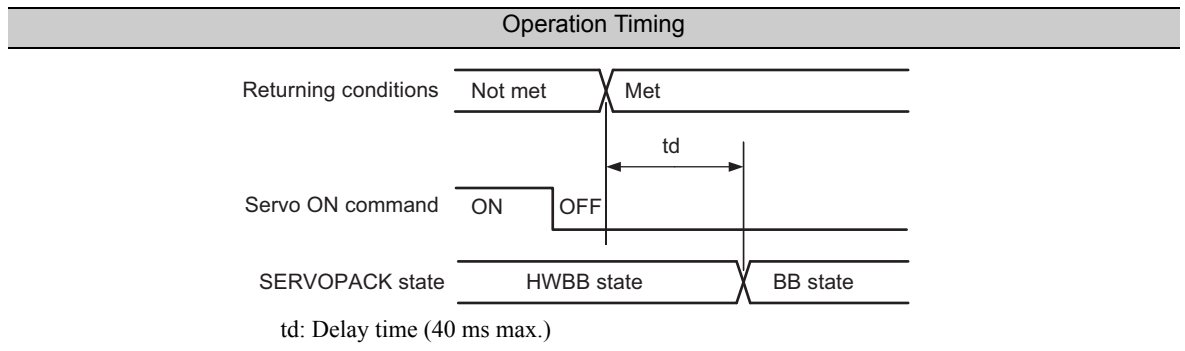 Operation Timing
Returning conditions Not met Met
td
Servo ON command ON OFF
SERVOPACK state HWBB state BB state
td: Delay time (40 ms max.)